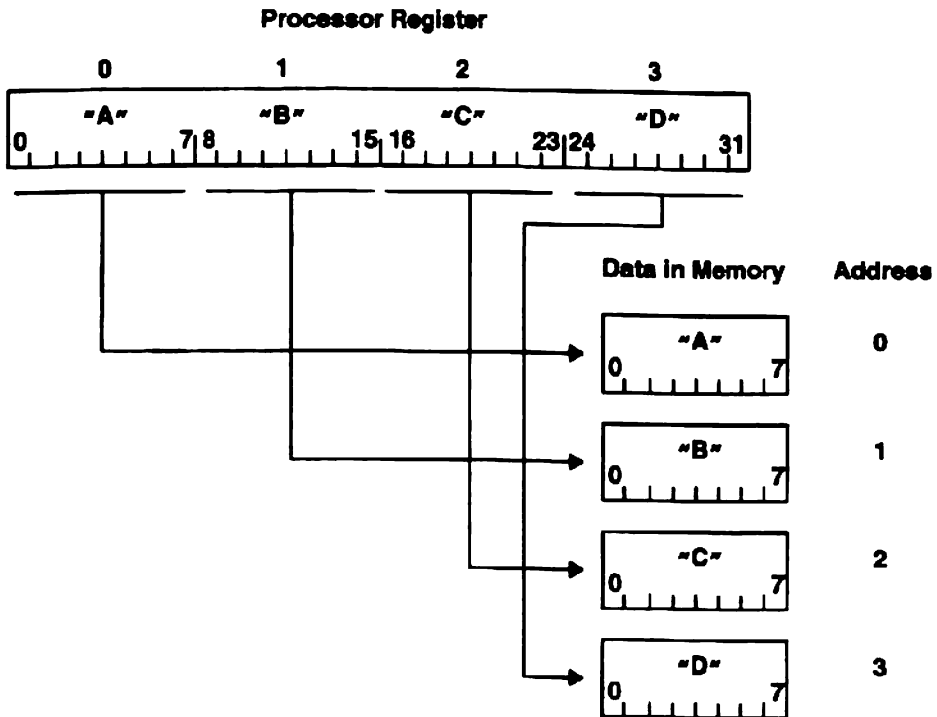 Processor Register
0 1 2 3
"A" "B" "C" "D"
0 7 8 15 16 23 24 31
Data in Memory Address
"A" 0
0 7
"B" 1
0 7
"C" 2
0 7
"D" 3
0 7